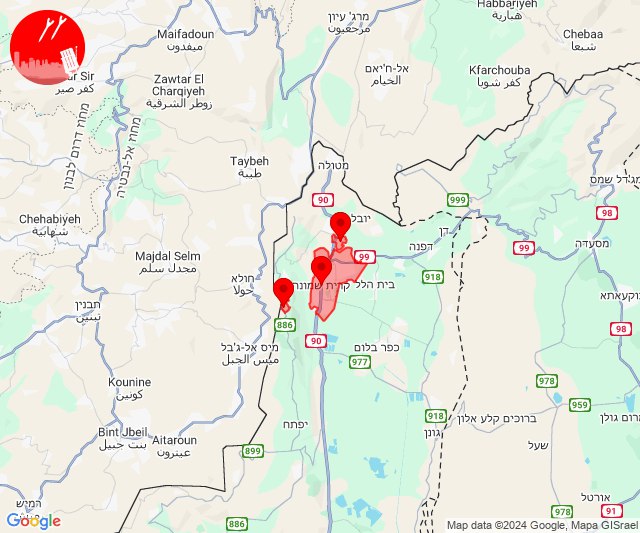 Habbariyeh
هبارية
מרג' עיון
مرجعيون
Maifadoun
ميفدون
Chebaa
شبعا
אל-ח'יאם
الخيام
Kfarchouba
كفر شوبا
Sir
كفر صير
Zawtar El
Charqiyeh
زوطر الشرقية
מחוז דרום לבנון
מחוז אל-נבטיה
Taybeh
طيبة
מטולה
מג'דל שמס
90
999
98
Chehabiyeh
شهابية
יובל
דן
דפנה
99
99
מסעדה
Majdal Selm
مجدل سلم
חולא
حولا
קרית שמונה
בית הלל
918
בוקעאתא
תבנין
تبنين
886
90
98
מיס אל-ג'בל
ميس الجبل
כפר בלום
977
978
Kounine
كونين
918
959
ברוכים קלע אלון
מרום גולן
Bint Jbeil
بنت جبيل
Aitaroun
عيترون
יפתח
גונן
שעל
899
אורטל
978
91
886
Google
Map data ©2024 Google, Mapa GISrael